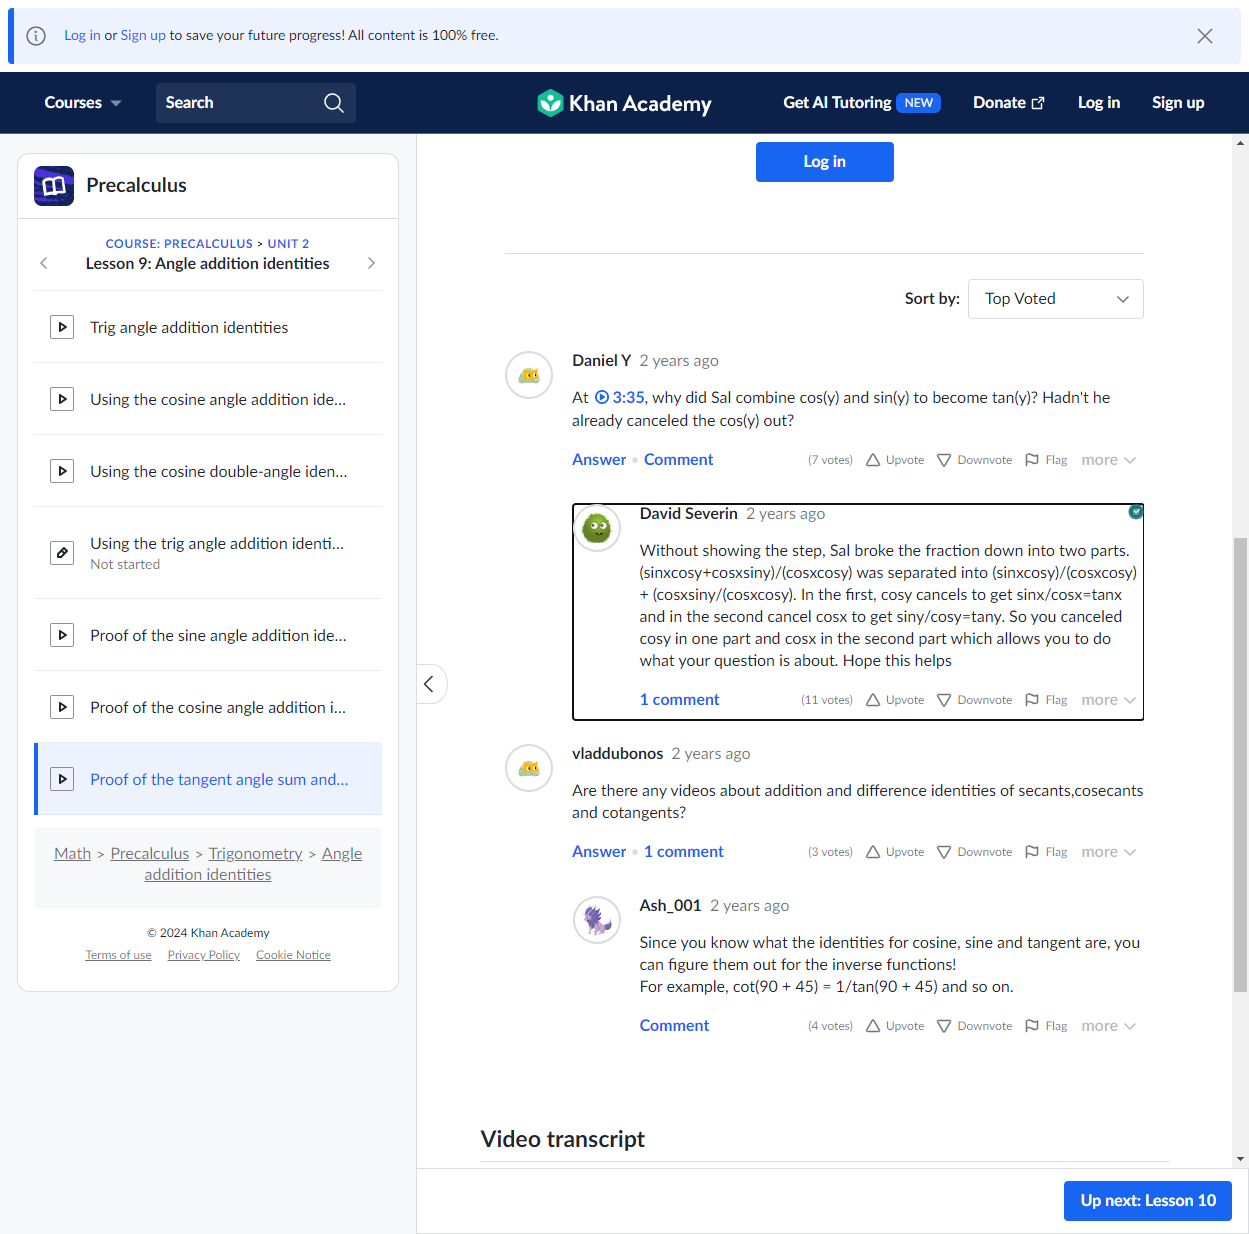 Log in or Sign up to save your future progress! All content is 100% free.
Courses
Search
Khan Academy
Get AI Tutoring NEW
Donate
Log in
Sign up
Precalculus
COURSE: PRECALCULUS > UNIT 2
Lesson 9: Angle addition identities
Trig angle addition identities
Using the cosine angle addition ide...
Using the cosine double-angle iden...
Using the trig angle addition identi...
Not started
Proof of the sine angle addition ide...
Proof of the cosine angle addition i...
Proof of the tangent angle sum and...
Math > Precalculus > Trigonometry > Angle
addition identities
© 2024 Khan Academy
Terms of use Privacy Policy Cookie Notice
Log in
Sort by: Top Voted
Daniel Y 2 years ago
At 3:35, why did Sal combine cos(y) and sin(y) to become tan(y)? Hadn't he
already canceled the cos(y) out?
Answer • Comment (7 votes) Upvote Downvote Flag more
David Severin 2 years ago
Without showing the step, Sal broke the fraction down into two parts.
(sinxcosy+cosxsiny)/(cosxcosy) was separated into (sinxcosy)/(cosxcosy)
+ (cosxsiny/(cosxcosy). In the first, cosy cancels to get sinx/cosx=tanx
and in the second cancel cosx to get siny/cosy=tany. So you canceled
cosy in one part and cosx in the second part which allows you to do
what your question is about. Hope this helps
1 comment (11 votes) Upvote Downvote Flag more
vladdubonos 2 years ago
Are there any videos about addition and difference identities of secants,cosecants
and cotangents?
Answer • 1 comment (3 votes) Upvote Downvote Flag more
Ash_001 2 years ago
Since you know what the identities for cosine, sine and tangent are, you
can figure them out for the inverse functions!
For example, cot(90 + 45) = 1/tan(90 + 45) and so on.
Comment (4 votes) Upvote Downvote Flag more
Video transcript
Up next: Lesson 10